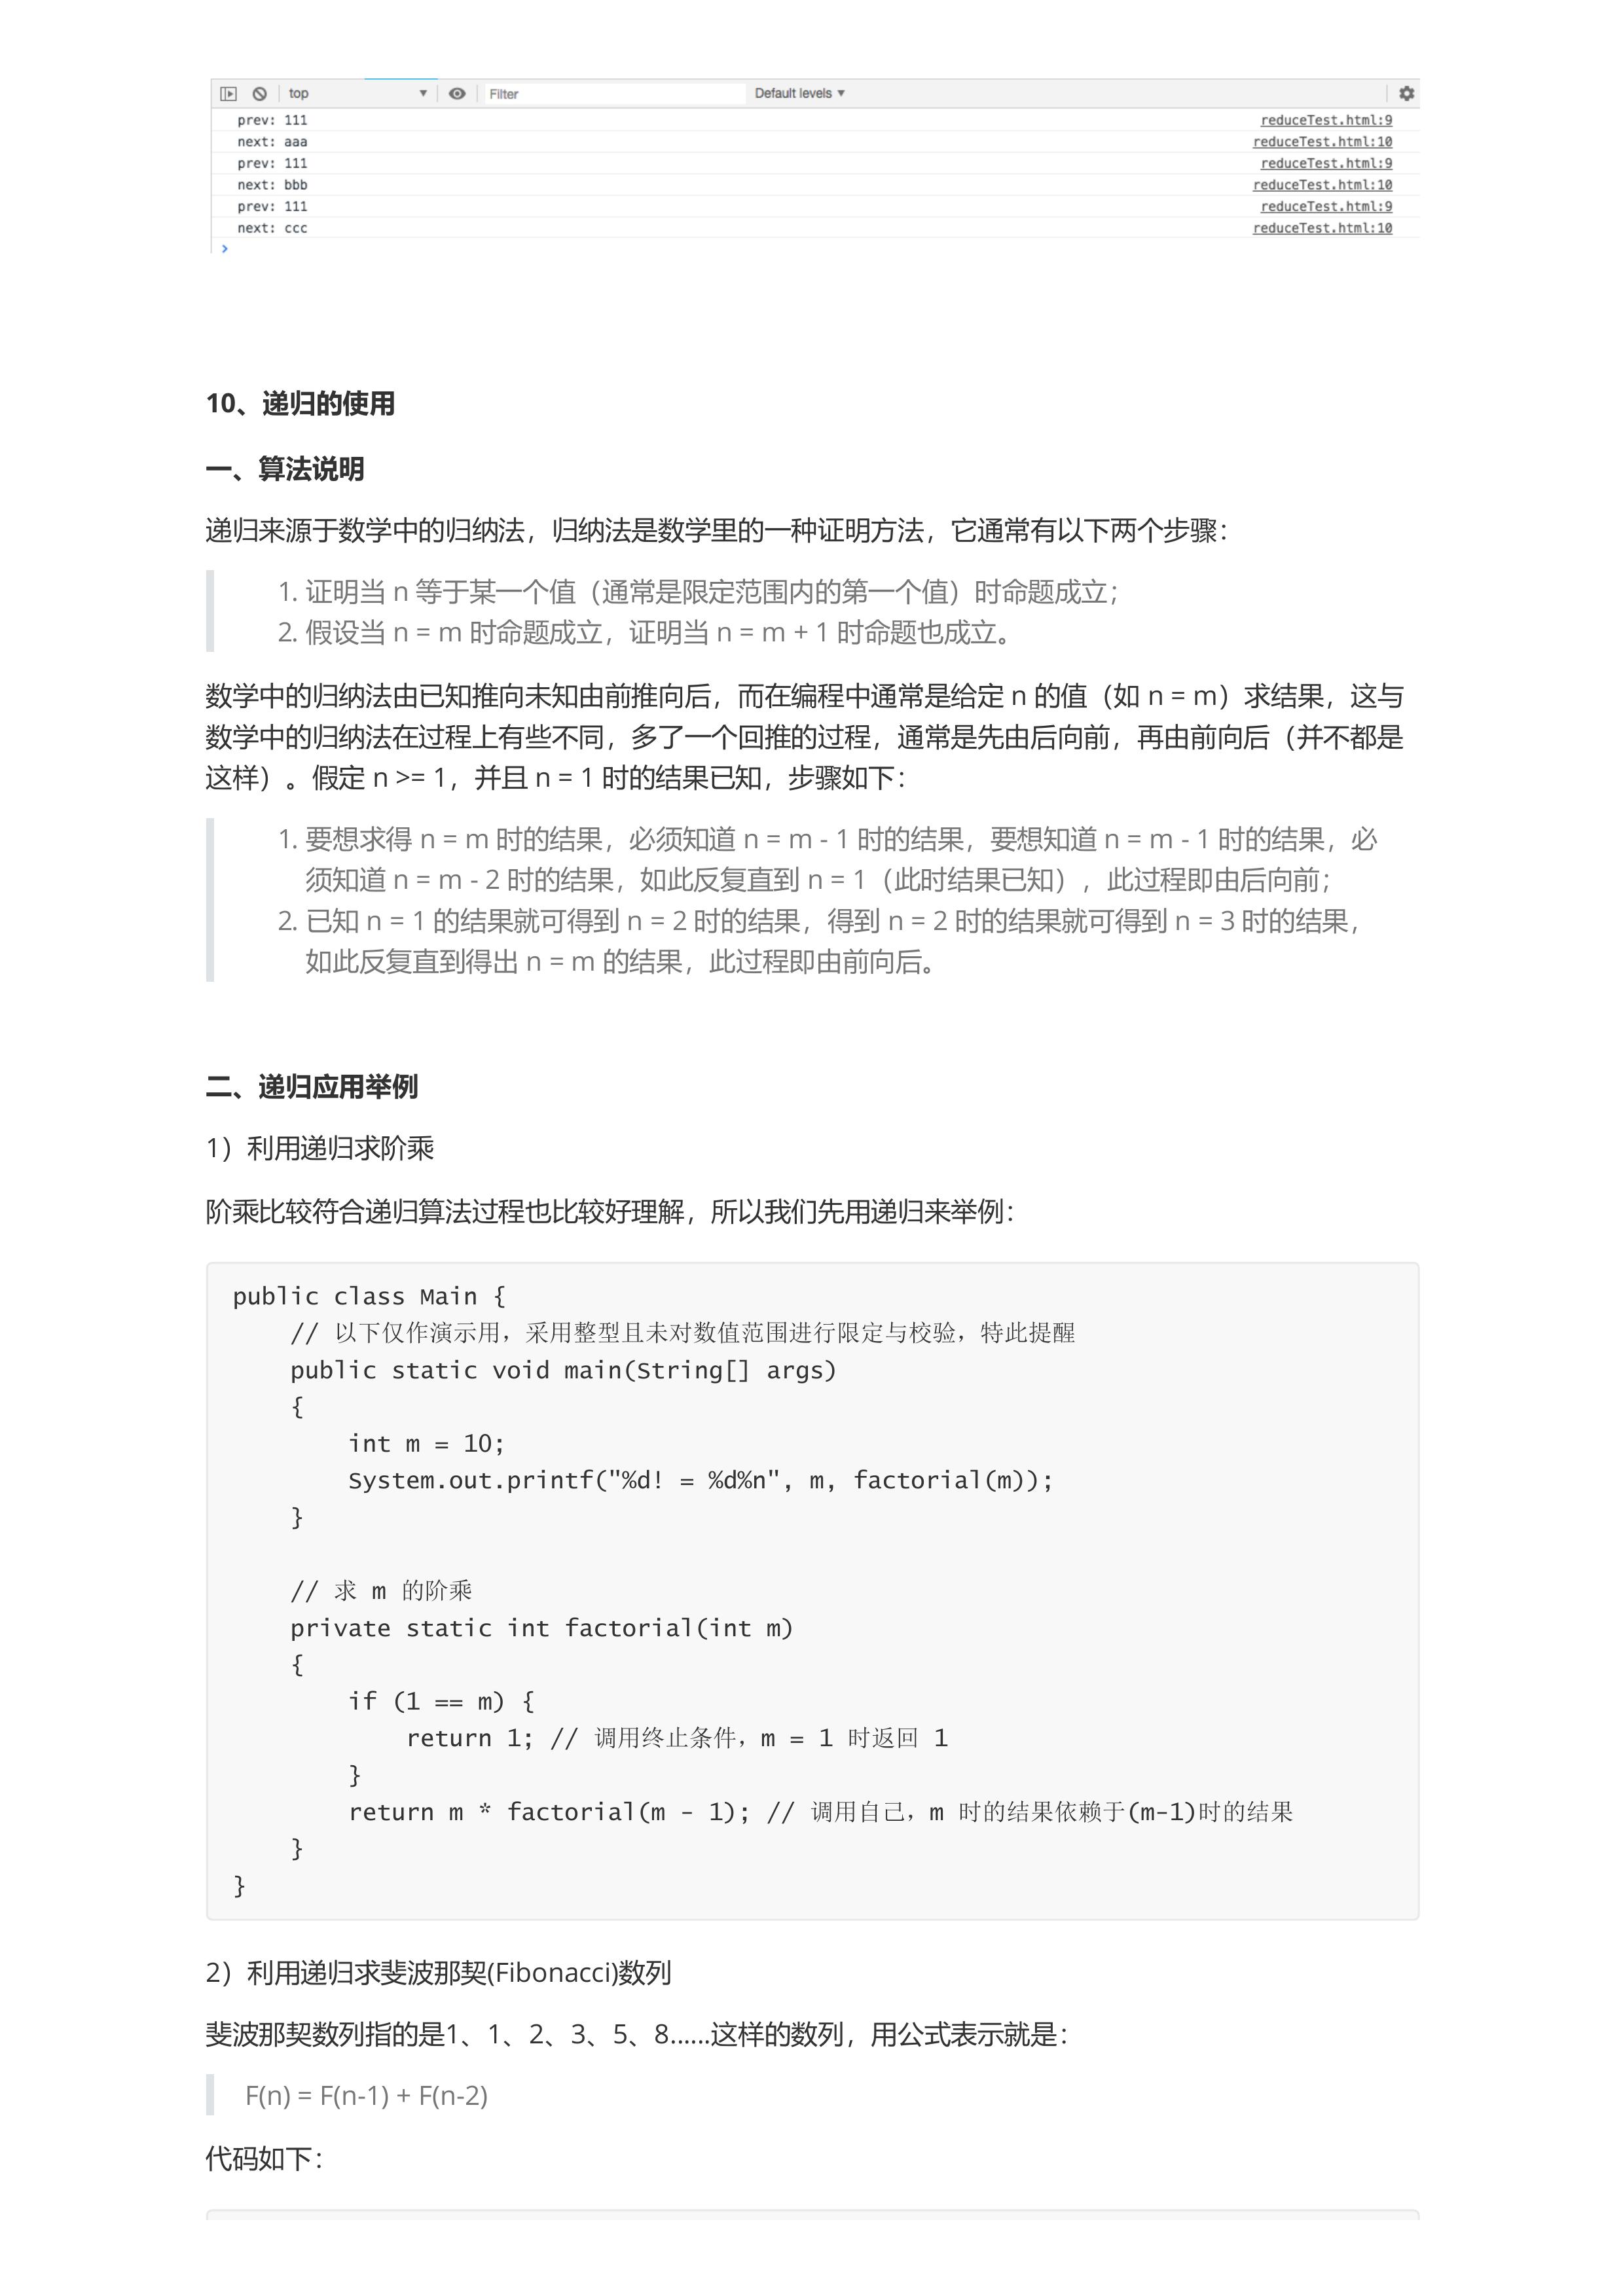 top ▼ Filter Default levels ▼
prev: 111 reduceTest.html:9
next: aaa reduceTest.html:10
prev: 111 reduceTest.html:9
next: bbb reduceTest.html:10
prev: 111 reduceTest.html:9
next: ccc reduceTest.html:10
›
10、递归的使用
一、算法说明
递归来源于数学中的归纳法，归纳法是数学里的一种证明方法，它通常有以下两个步骤：
1. 证明当 n 等于某一个值（通常是限定范围内的第一个值）时命题成立；
2. 假设当 n = m 时命题成立，证明当 n = m + 1 时命题也成立。
数学中的归纳法由已知推向未知由前推向后，而在编程中通常是给定 n 的值（如 n = m）求结果，这与
数学中的归纳法在过程上有些不同，多了一个回推的过程，通常是先由后向前，再由前向后（并不都是
这样）。假定 n >= 1，并且 n = 1 时的结果已知，步骤如下：
1. 要想求得 n = m 时的结果，必须知道 n = m - 1 时的结果，要想知道 n = m - 1 时的结果，必
须知道 n = m - 2 时的结果，如此反复直到 n = 1（此时结果已知），此过程即由后向前；
2. 已知 n = 1 的结果就可得到 n = 2 时的结果，得到 n = 2 时的结果就可得到 n = 3 时的结果，
如此反复直到得出 n = m 的结果，此过程即由前向后。
二、递归应用举例
1）利用递归求阶乘
阶乘比较符合递归算法过程也比较好理解，所以我们先用递归来举例：
public class Main {
    // 以下仅作演示用，采用整型且未对数值范围进行限定与校验，特此提醒
    public static void main(String[] args)
    {
        int m = 10;
        System.out.printf("%d! = %d%n", m, factorial(m));
    }
    // 求 m 的阶乘
    private static int factorial(int m)
    {
        if (1 == m) {
            return 1; // 调用终止条件，m = 1 时返回 1
        }
        return m * factorial(m - 1); // 调用自己，m 时的结果依赖于(m-1)时的结果
    }
}
2）利用递归求斐波那契(Fibonacci)数列
斐波那契数列指的是1、1、2、3、5、8......这样的数列，用公式表示就是：
F(n) = F(n-1) + F(n-2)
代码如下：